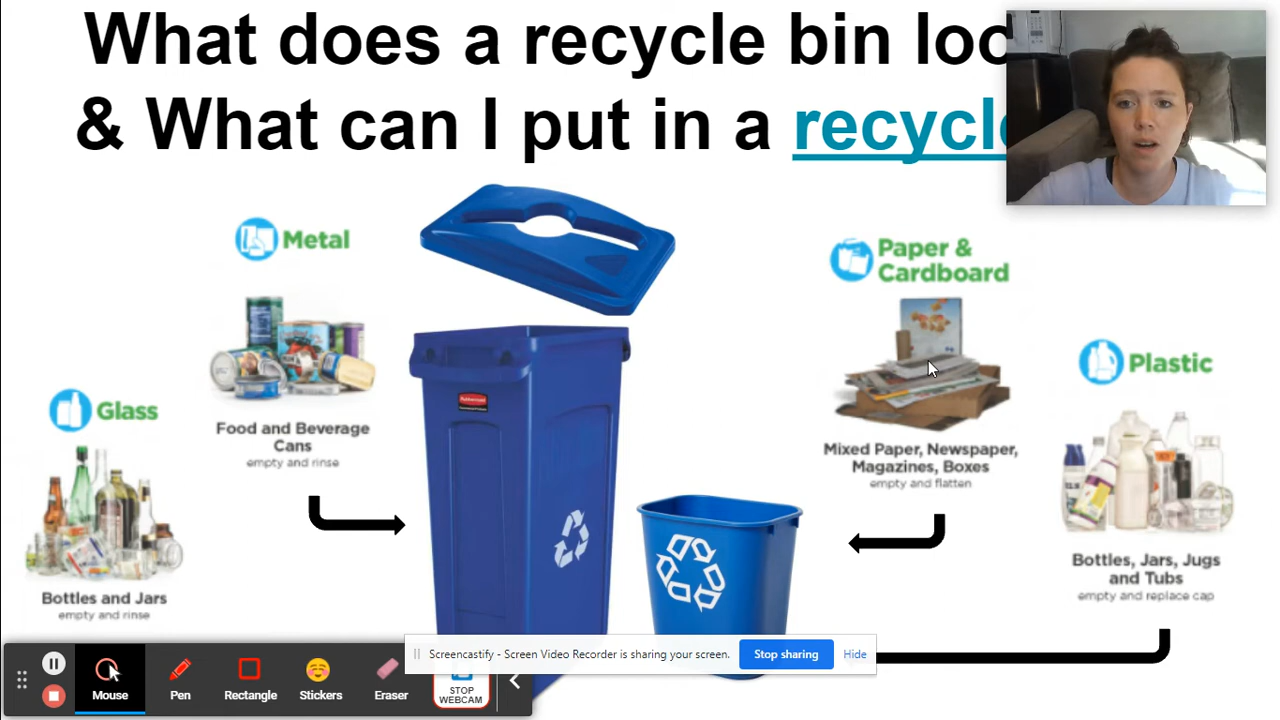 What does a recycle bin loo
& What can I put in a recycle
Metal
Food and Beverage
Cans
empty and rinse
Glass
Bottles and Jars
empty and rinse
Paper &
Cardboard
Mixed Paper, Newspaper,
Magazines, Boxes
empty and flatten
Plastic
Bottles, Jars, Jugs
and Tubs
empty and replace cap
Screencastify - Screen Video Recorder is sharing your screen.
Stop sharing
Hide
Mouse
Pen
Rectangle
Stickers
Eraser
STOP
WEBCAM